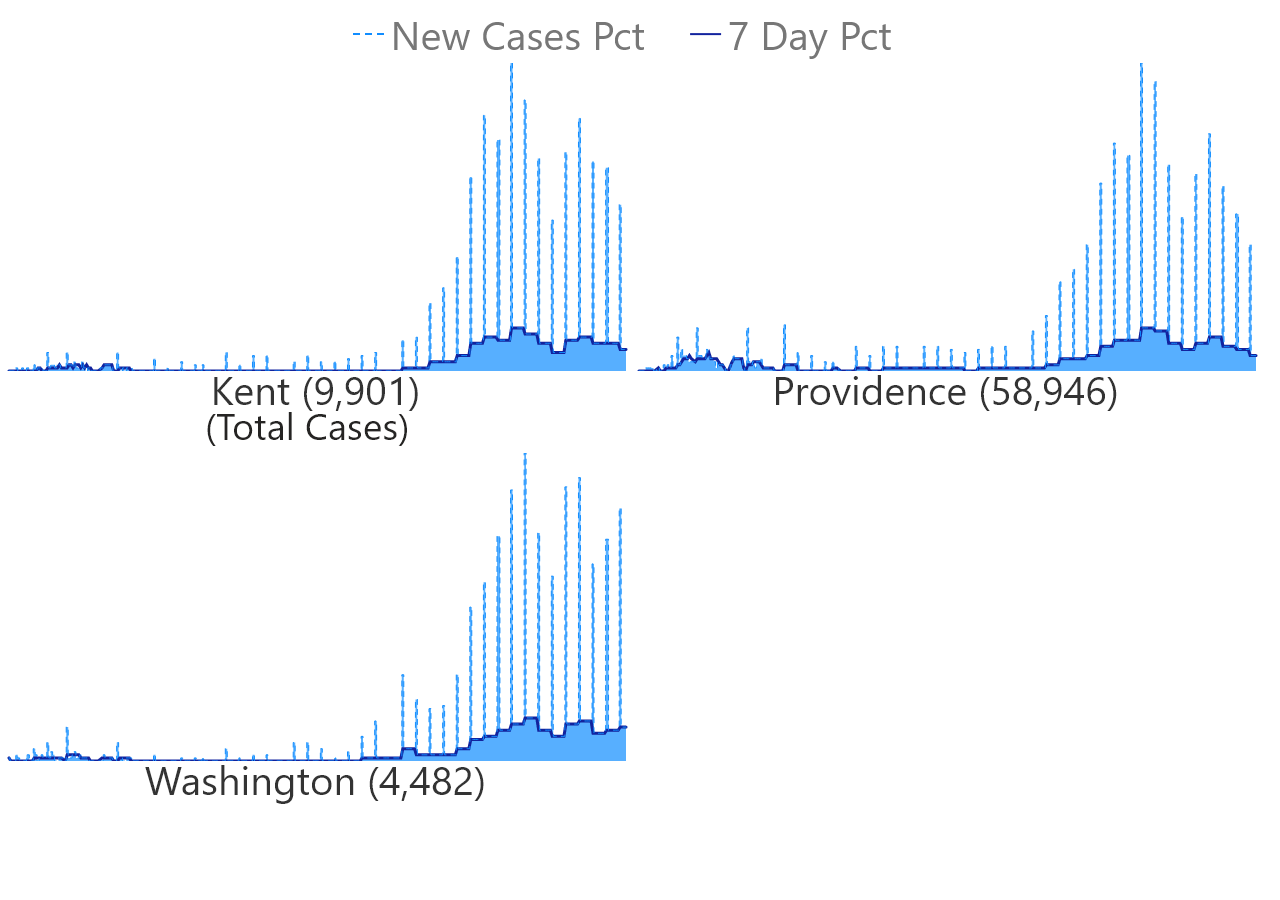 New Cases Pct 7 Day Pct
Kent (9,901) Providence (58,946)
(Total Cases)
Washington (4,482)